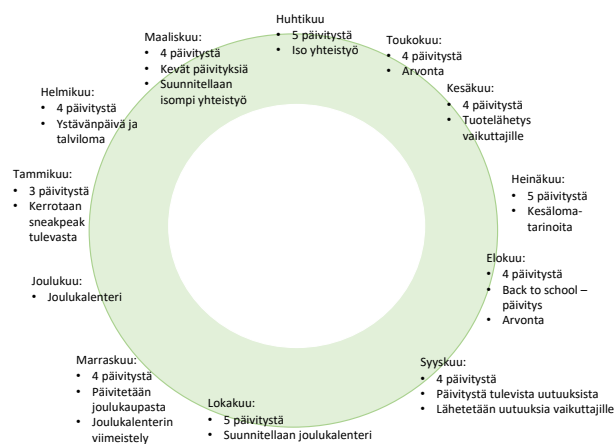 Huhtikuu
• 5 päivitystä
• Iso yhteistyö
Toukokuu:
• 4 päivitystä
• Arvonta
Kesäkuu:
• 4 päivitystä
• Tuotelähetys
vaikuttajille
Heinäkuu:
• 5 päivitystä
• Kesäloma-
tarinoita
Elokuu:
• 4 päivitystä
• Back to school –
päivitys
• Arvonta
Syyskuu:
• 4 päivitystä
• Päivitystä tulevista uutuuksista
• Lähetetään uutuuksia vaikuttajille
Lokakuu:
• 5 päivitystä
• Suunnitellaan joulukalenteri
Marraskuu:
• 4 päivitystä
• Päivitetään
joulukaupasta
• Joulukalenterin
viimeistely
Joulukuu:
• Joulukalenteri
Tammikuu:
• 3 päivitystä
• Kerrotaan
sneakpeak
tulevasta
Helmikuu:
• 4 päivitystä
• Ystävänpäivä ja
talviloma
Maaliskuu:
• 4 päivitystä
• Kevät päivityksiä
• Suunnitellaan
isompi yhteistyö